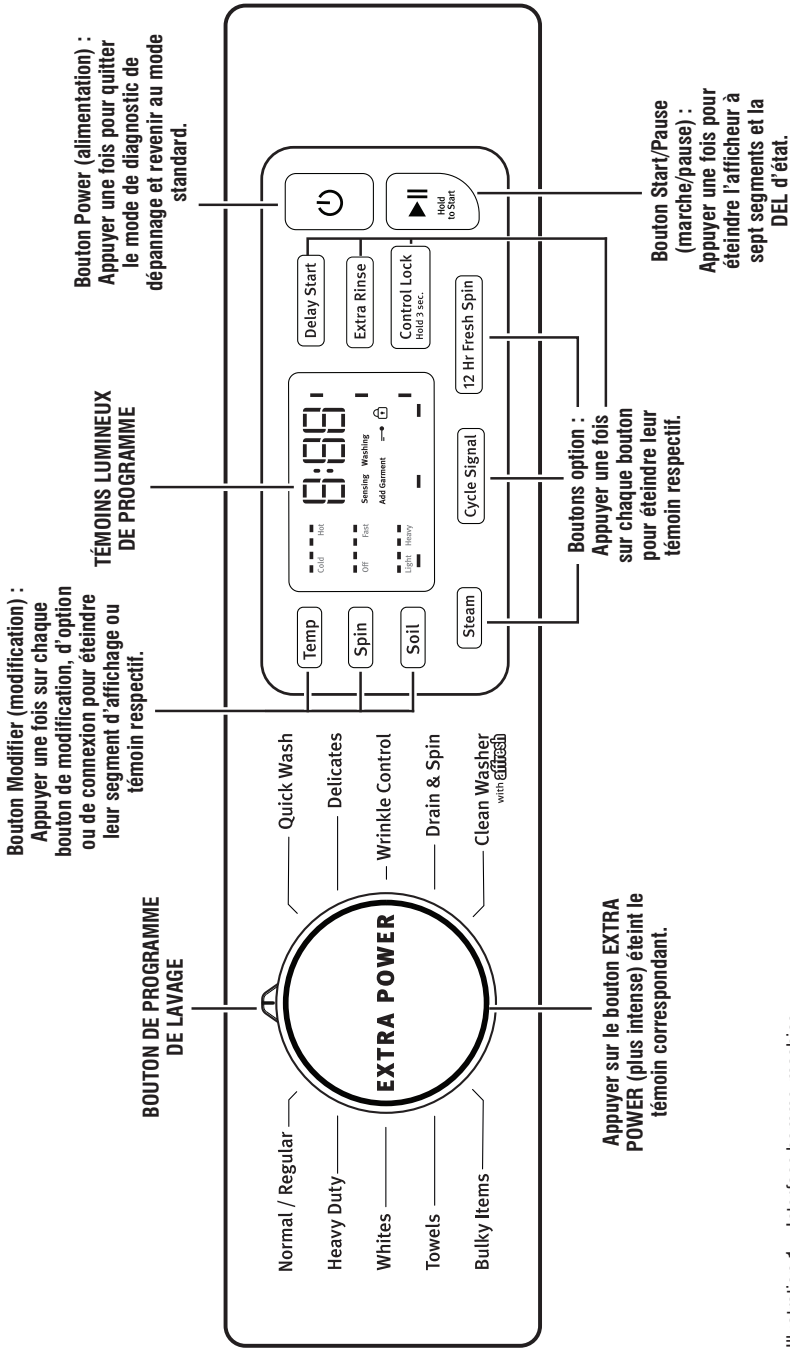 Bouton Modifier (modification) :
Appuyer une fois sur chaque
bouton de modification, d'option
ou de connexion pour éteindre
leur segment d'affichage ou
témoin respectif.
Bouton Power (alimentation) :
Appuyer une fois pour quitter
le mode de diagnostic de
dépannage et revenir au mode
standard.
BOUTON DE PROGRAMME
DE LAVAGE
TÉMOINS LUMINEUX
DE PROGRAMME
Normal / Regular
Heavy Duty
Whites
Towels
Bulky Items
EXTRA POWER
Quick Wash
Delicates
Wrinkle Control
Drain & Spin
Clean Washer
with affresh
Temp
Spin
Soil
Cold Hot
Off Fast
Light Heavy
8:88
Sensing Washing
Add Garment
Delay Start
Extra Rinse
Control Lock
Hold 3 sec.
Hold
to Start
Steam
Cycle Signal
12 Hr Fresh Spin
Appuyer sur le bouton EXTRA
POWER (plus intense) éteint le
témoin correspondant.
Boutons option :
Appuyer une fois
sur chaque bouton
pour éteindre leur
témoin respectif.
Bouton Start/Pause
(marche/pause) :
Appuyer une fois pour
éteindre l'afficheur à
sept segments et la
DEL d'état.